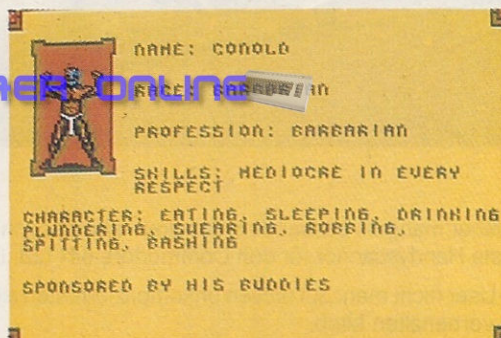 NAME: CONOLD
ER ONLINE
RACE: BARBARIAN
PROFESSION: BARBARIAN
SKILLS: MEDIOCRE IN EVERY
RESPECT
CHARACTER: EATING, SLEEPING, DRINKING
PLUNDERING, SWEARING, ROBBING,
SPITTING, BASHING
SPONSORED BY HIS BUDDIES